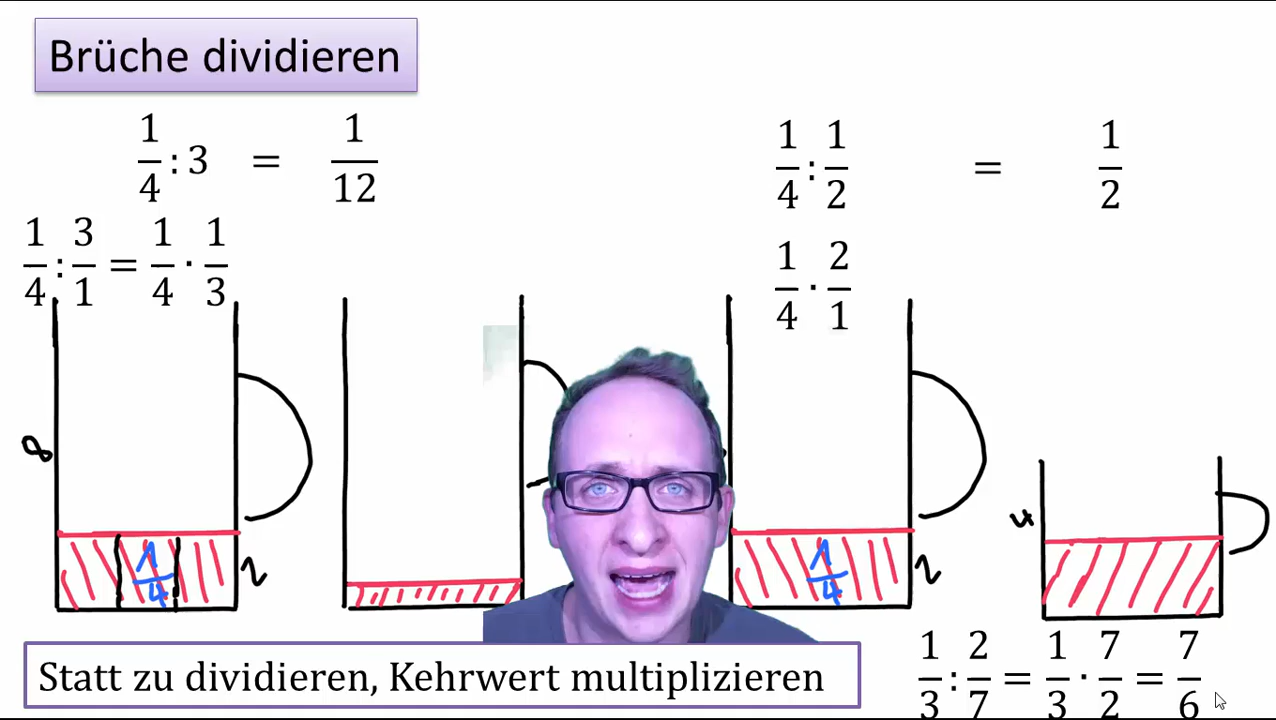 Brüche dividieren
1/4 : 3 = 1/12
1/4 : 3/1 = 1/4 · 1/3
1/4 : 1/2 = 1/2
1/4 · 2/1
8
1/4
2
1/4
2
4
Statt zu dividieren, Kehrwert multiplizieren
1/3 : 2/7 = 1/3 · 7/2 = 7/6